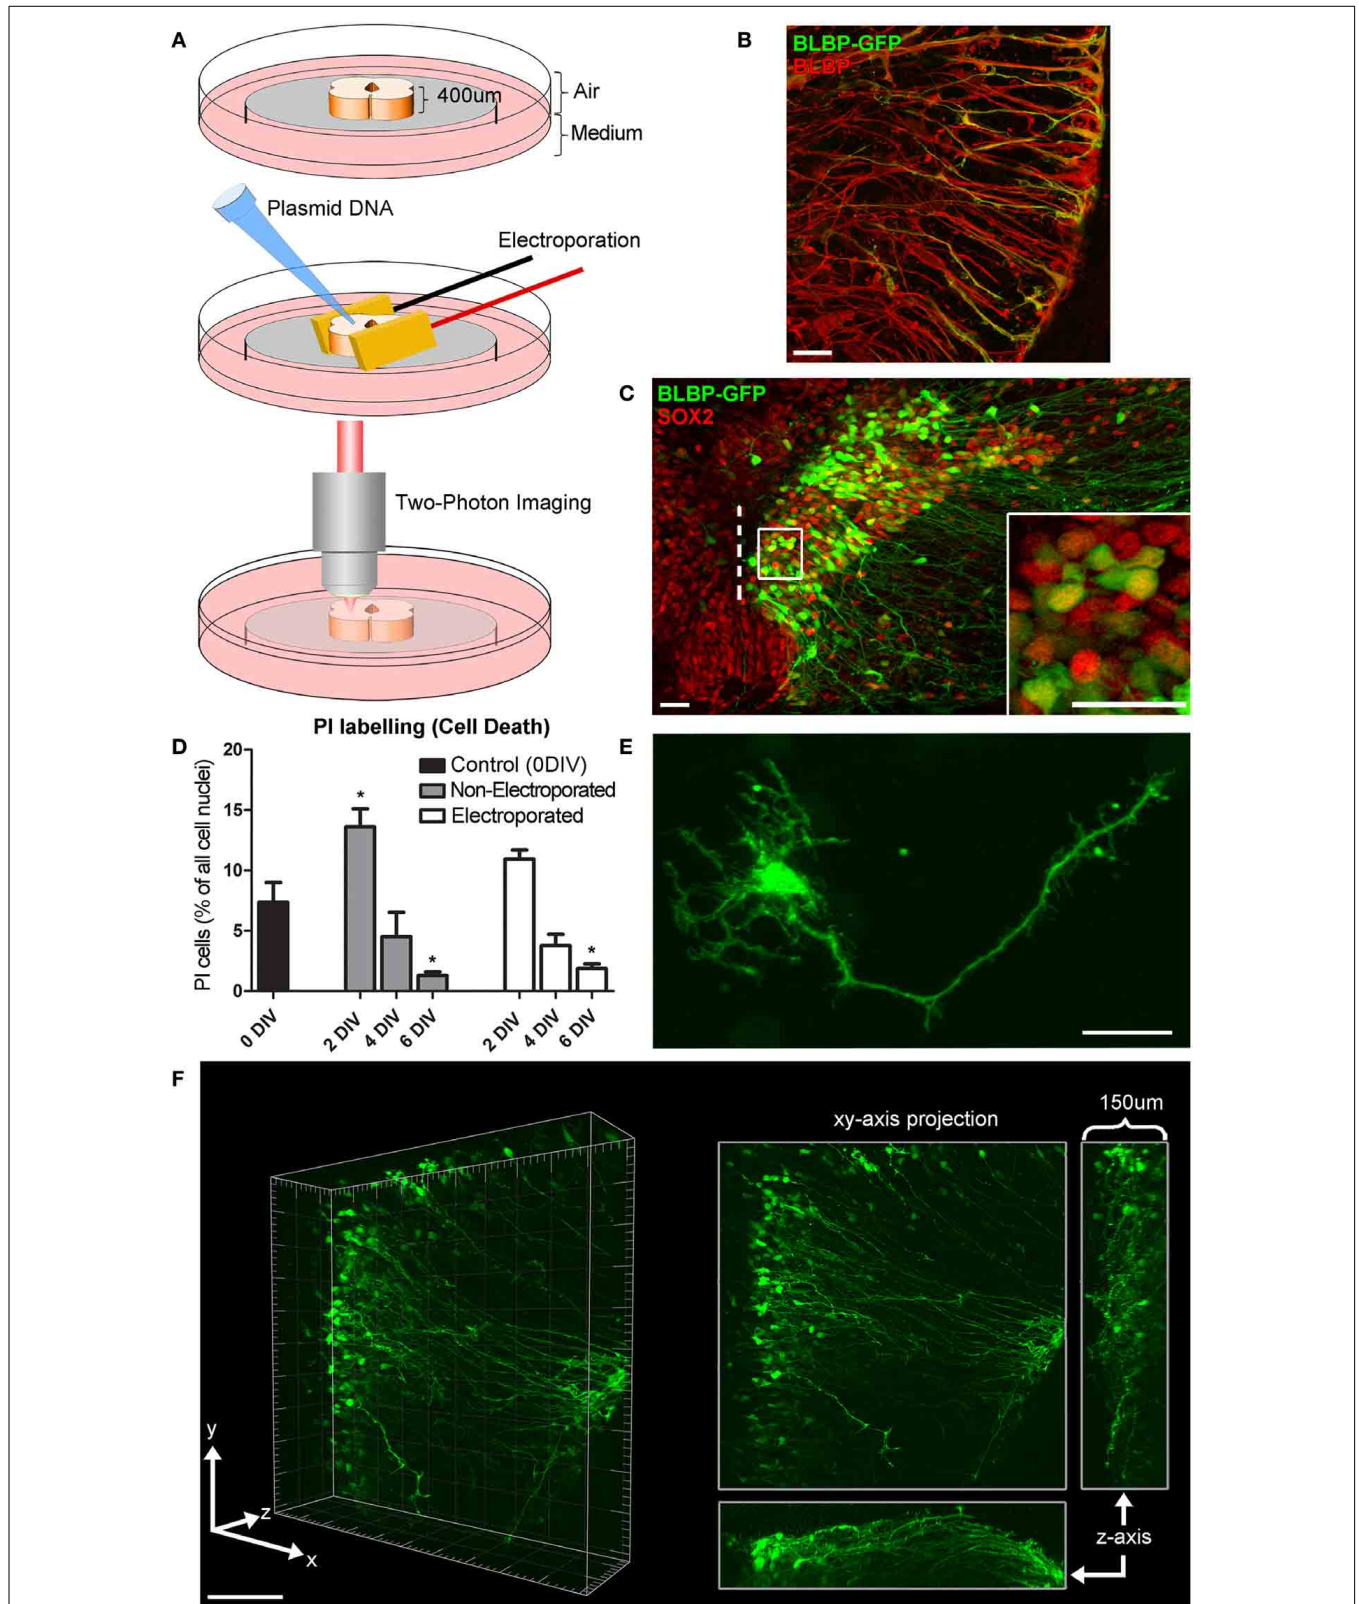 A
400um
Air
Medium
Plasmid DNA
Electroporation
Two-Photon Imaging
B
BLBP-GFP
BLBP
C
BLBP-GFP
SOX2
D
PI labelling (Cell Death)
PI cells (% of all cell nuclei)
20
15
10
5
0
Control (0DIV)
Non-Electroporated
Electroporated
*
*
*
0 DIV
2 DIV
4 DIV
6 DIV
2 DIV
4 DIV
6 DIV
E
F
y
z
x
xy-axis projection
150um
z-axis